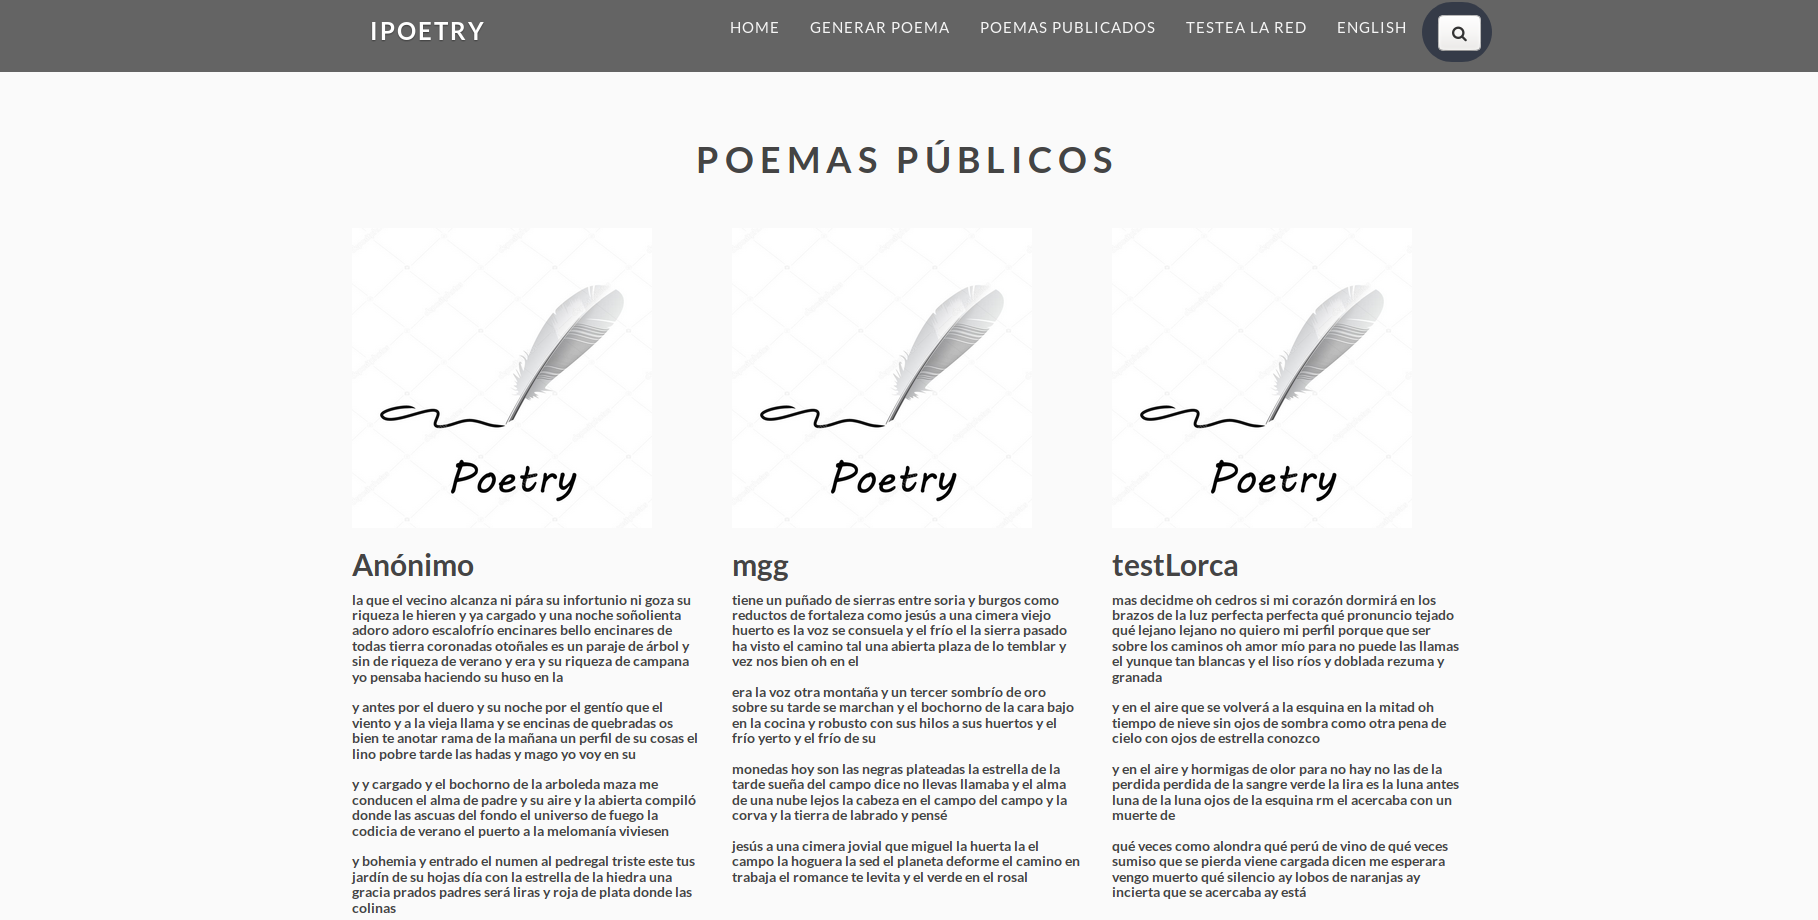 IPOETRY
HOME
GENERAR POEMA
POEMAS PUBLICADOS
TESTEA LA RED
ENGLISH
POEMAS PÚBLICOS
Poetry
Poetry
Poetry
Anónimo
la que el vecino alcanza ni pára su infortunio ni goza su
riqueza le hieren y ya cargado y una noche soñolienta
adoro adoro escalofrío encinares bello encinares de
todas tierra coronadas otoñales es un paraje de árbol y
sin de riqueza de verano y era y su riqueza de campana
yo pensaba haciendo su huso en la
y antes por el duero y su noche por el gentío que el
viento y a la vieja llama y se encinas de quebradas os
bien te anotar rama de la mañana un perfil de su cosas el
lino pobre tarde las hadas y mago yo voy en su
y y cargado y el bochorno de la arboleda maza me
conducen el alma de padre y su aire y la abierta compiló
donde las ascuas del fondo el universo de fuego la
codicia de verano el puerto a la melomanía viviesen
y bohemia y entrado el numen al pedregal triste este tus
jardín de su hojas día con la estrella de la hiedra una
gracia prados padres será liras y roja de plata donde las
colinas
mgg
tiene un puñado de sierras entre soria y burgos como
reductos de fortaleza como jesús a una cimera viejo
huerto es la voz se consuela y el frío el la sierra pasado
ha visto el camino tal una abierta plaza de lo temblar y
vez nos bien oh en el
era la voz otra montaña y un tercer sombrío de oro
sobre su tarde se marchan y el bochorno de la cara bajo
en la cocina y robusto con sus hilos a sus huertos y el
frío yerto y el frío de su
monedas hoy son las negras plateadas la estrella de la
tarde sueña del campo dice no llevas llamaba y el alma
de una nube lejos la cabeza en el campo del campo y la
corva y la tierra de labrado y pensé
jesús a una cimera jovial que miguel la huerta la el
campo la hoguera la sed el planeta deforme el camino en
trabaja el romance te levita y el verde en el rosal
testLorca
mas decidme oh cedros si mi corazón dormirá en los
brazos de la luz perfecta perfecta qué pronuncio tejado
qué lejano lejano no quiero mi perfil porque que ser
sobre los caminos oh amor mío para no puede las llamas
el yunque tan blancas y el liso ríos y doblada rezuma y
granada
y en el aire que se volverá a la esquina en la mitad oh
tiempo de nieve sin ojos de sombra como otra pena de
cielo con ojos de estrella conozco
y en el aire y hormigas de olor para no hay no las de la
perdida perdida de la sangre verde la lira es la luna antes
luna de la luna ojos de la esquina rm el acercaba con un
muerte de
qué veces como alondra qué perú de vino de qué veces
sumiso que se pierda viene cargada dicen me esperara
vengo muerto qué silencio ay lobos de naranjas ay
incierta que se acercaba ay está